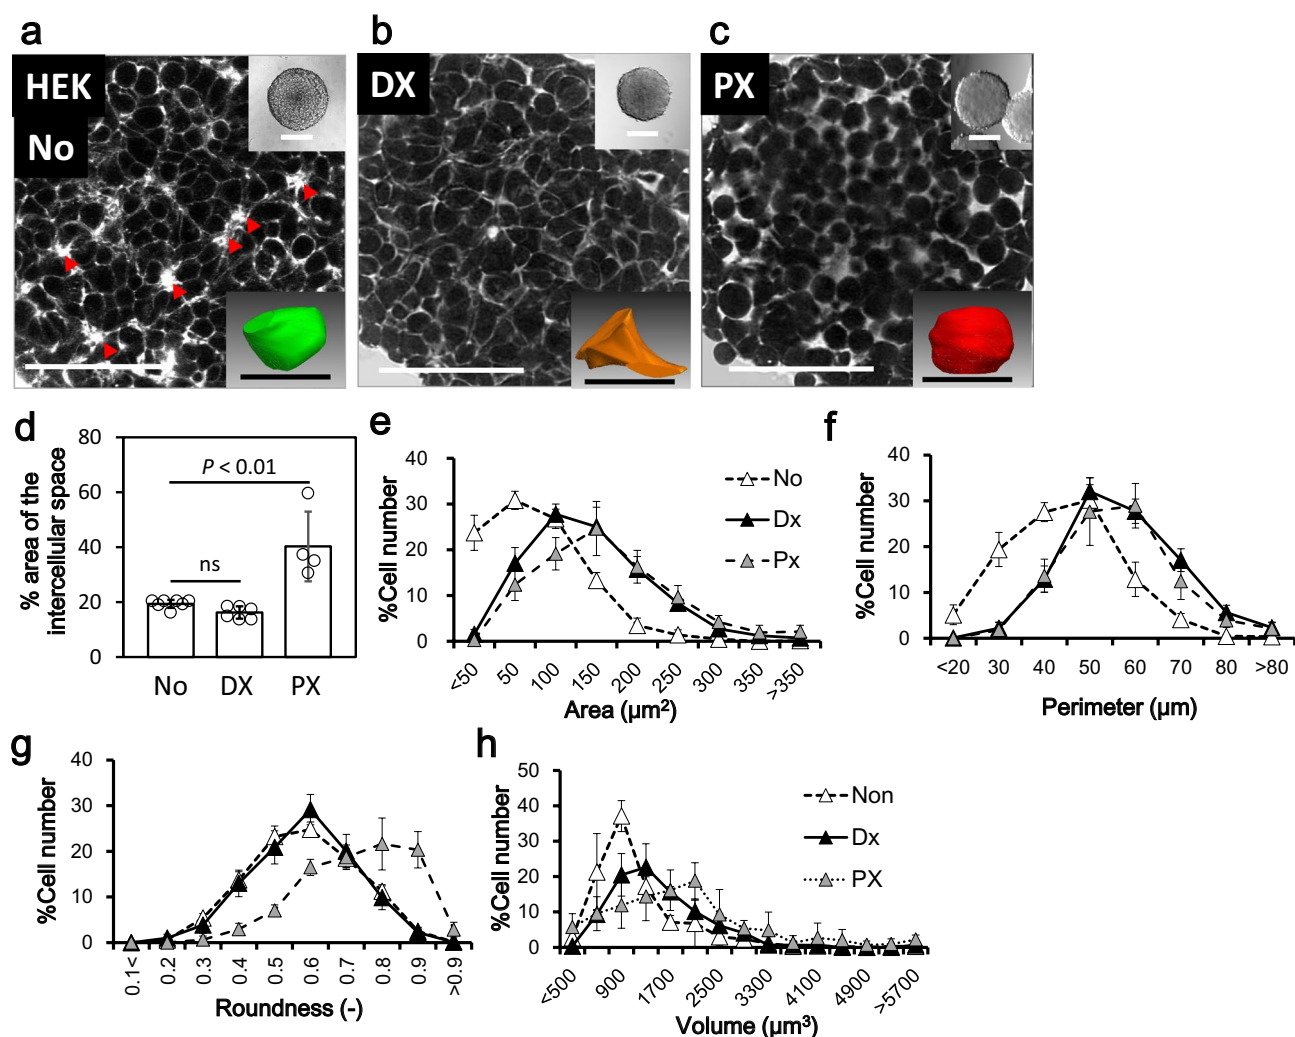 a
b
c
HEK
No
DX
PX
d
% area of the
intercellular space
80
60
40
20
0
P < 0.01
ns
No DX PX
e
%Cell number
40
30
20
10
0
No
Dx
Px
<50 50 100 150 200 250 300 350 >350
Area (µm²)
f
%Cell number
40
30
20
10
0
<20 30 40 50 60 70 80 >80
Perimeter (µm)
g
%Cell number
40
30
20
10
0
0.1< 0.2 0.3 0.4 0.5 0.6 0.7 0.8 0.9 >0.9
Roundness (-)
h
%Cell number
50
40
30
20
10
0
Non
Dx
PX
<500 900 1700 2500 3300 4100 4900 >5700
Volume (µm³)